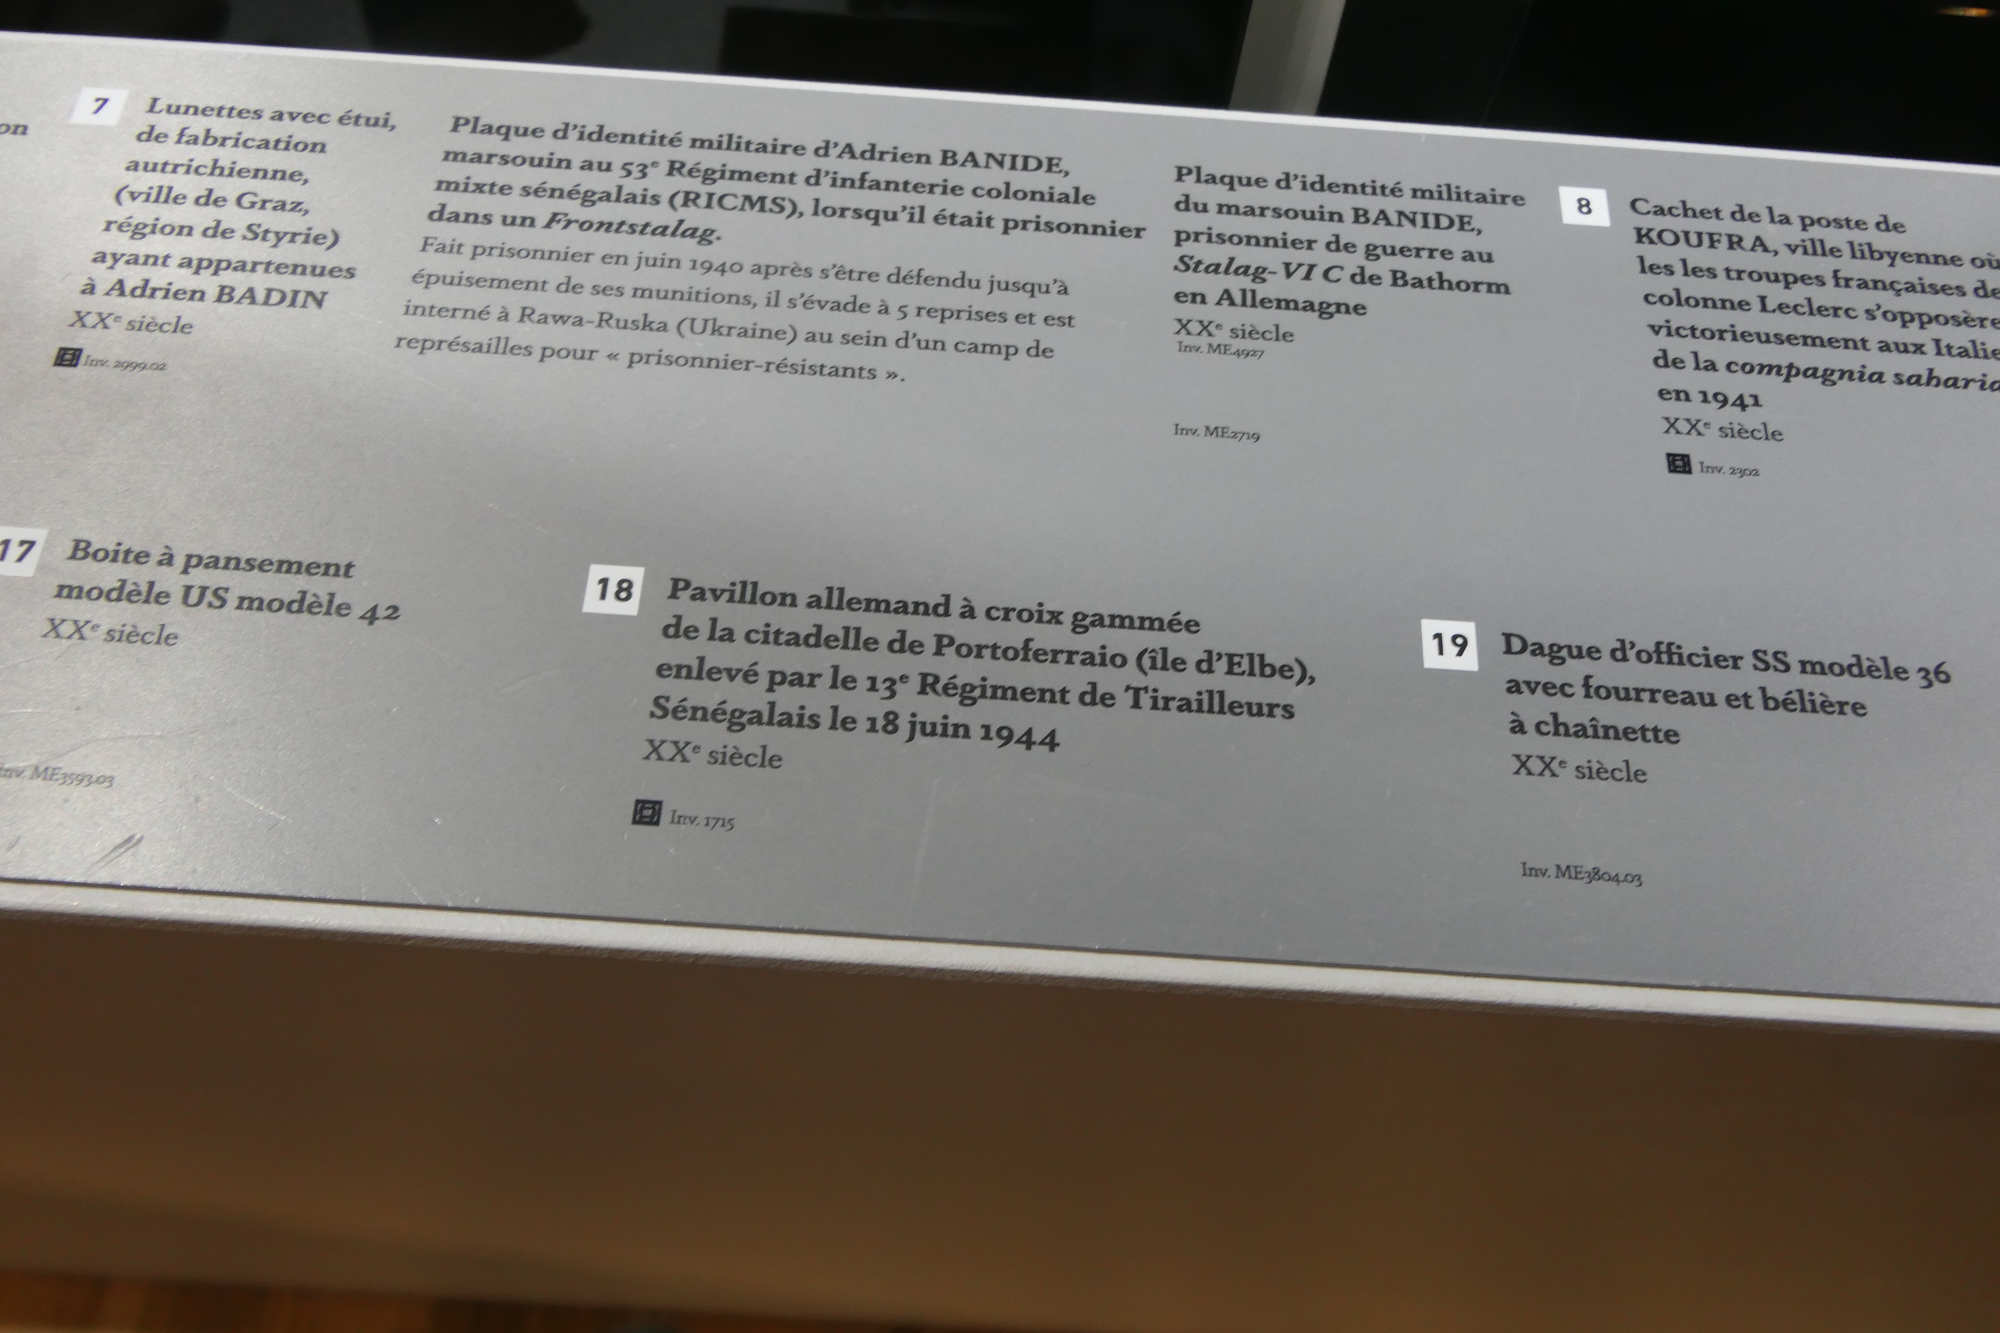 on
7
Lunettes avec étui,
de fabrication
autrichienne,
(ville de Graz,
région de Styrie)
ayant appartenues
à Adrien BADIN
XXe siècle
Inv. 2999.02
Plaque d'identité militaire d'Adrien BANIDE,
marsouin au 53e Régiment d'infanterie coloniale
mixte sénégalais (RICMS), lorsqu'il était prisonnier
dans un Frontstalag.
Fait prisonnier en juin 1940 après s'être défendu jusqu'à
épuisement de ses munitions, il s'évade à 5 reprises et est
interné à Rawa-Ruska (Ukraine) au sein d'un camp de
représailles pour « prisonnier-résistants ».
Plaque d'identité militaire
du marsouin BANIDE,
prisonnier de guerre au
Stalag-VI C de Bathorm
en Allemagne
XXe siècle
Inv. ME4927
Inv. ME2719
8
Cachet de la poste de
KOUFRA, ville libyenne où
les les troupes françaises de
colonne Leclerc s'opposère
victorieusement aux Italie
de la compagnia saharia
en 1941
XXe siècle
Inv. 2302
17
Boite à pansement
modèle US modèle 42
XXe siècle
Inv. ME3593.03
18
Pavillon allemand à croix gammée
de la citadelle de Portoferraio (île d'Elbe),
enlevé par le 13e Régiment de Tirailleurs
Sénégalais le 18 juin 1944
XXe siècle
Inv. 1715
19
Dague d'officier SS modèle 36
avec fourreau et bélière
à chaînette
XXe siècle
Inv. ME3804.03